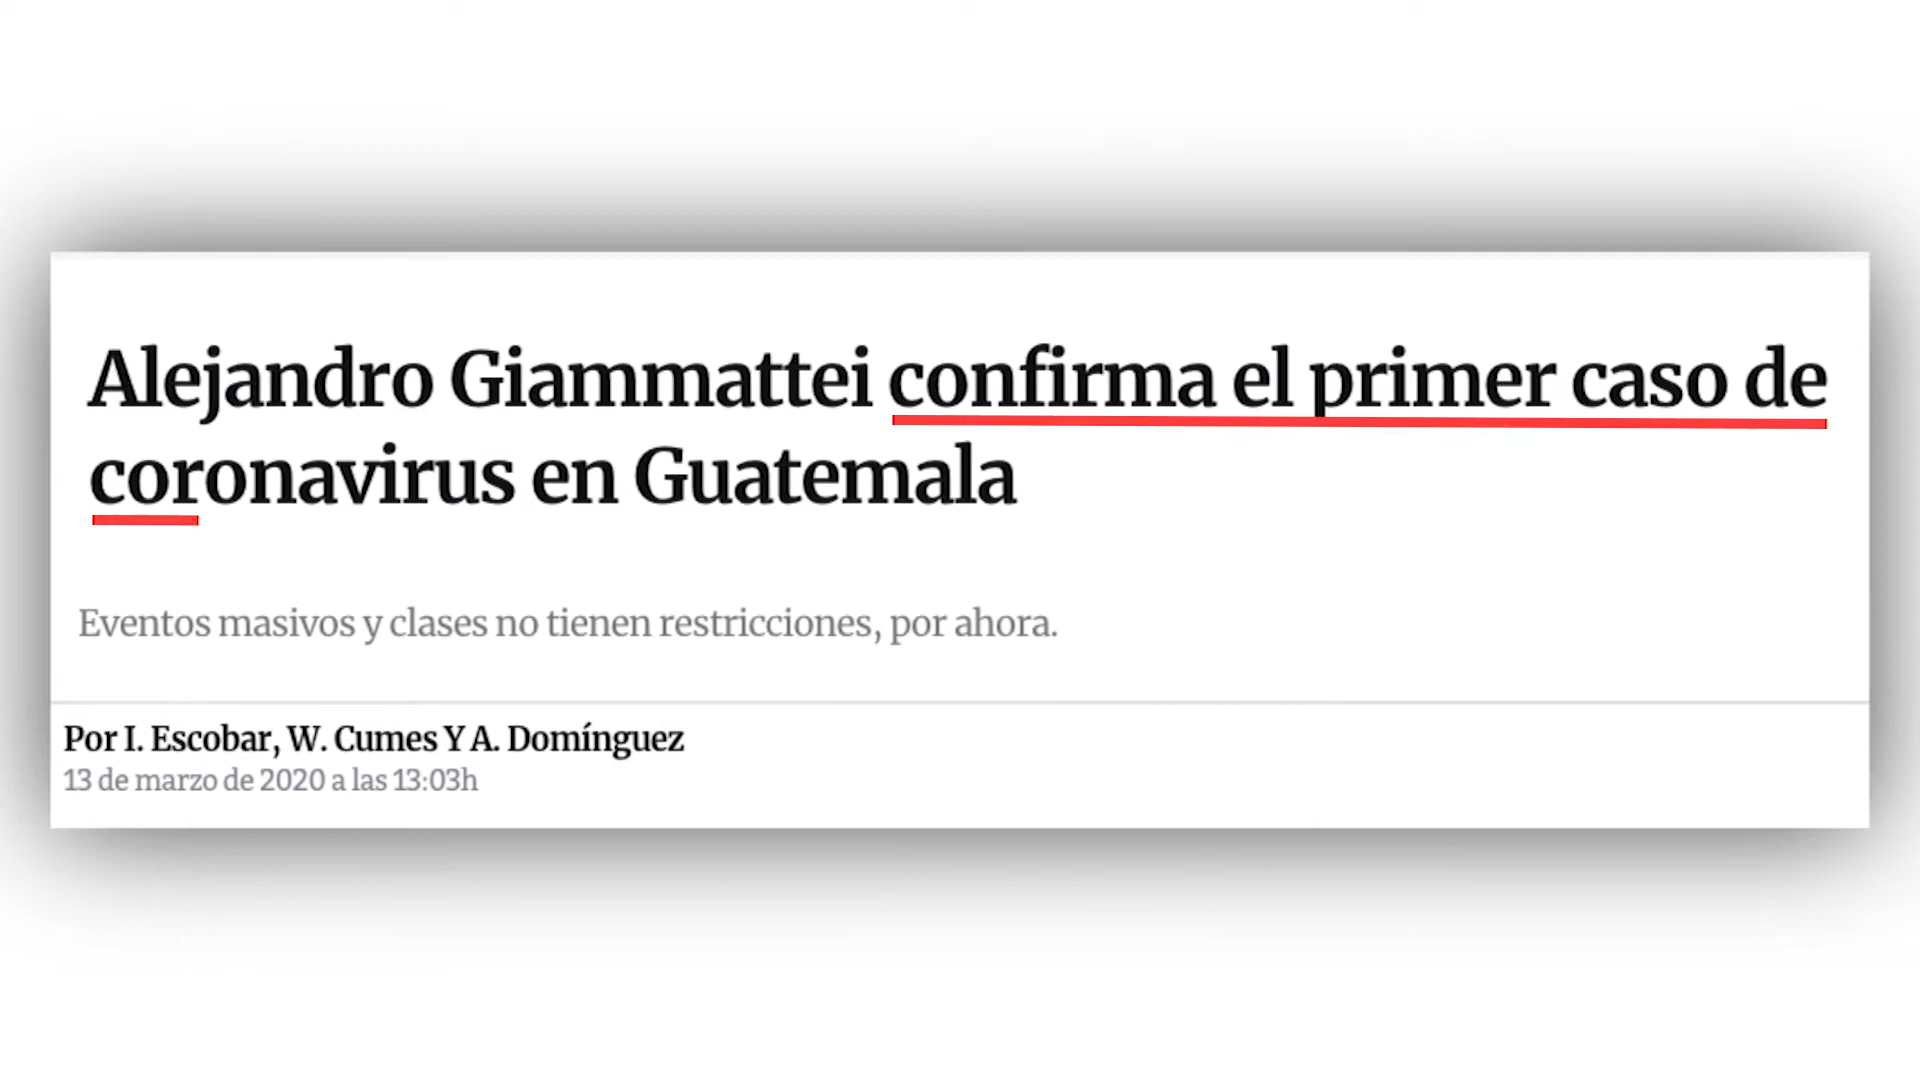 Alejandro Giammattei confirma el primer caso de
coronavirus en Guatemala
Eventos masivos y clases no tienen restricciones, por ahora.
Por I. Escobar, W. Cumes Y A. Domínguez
13 de marzo de 2020 a las 13:03h